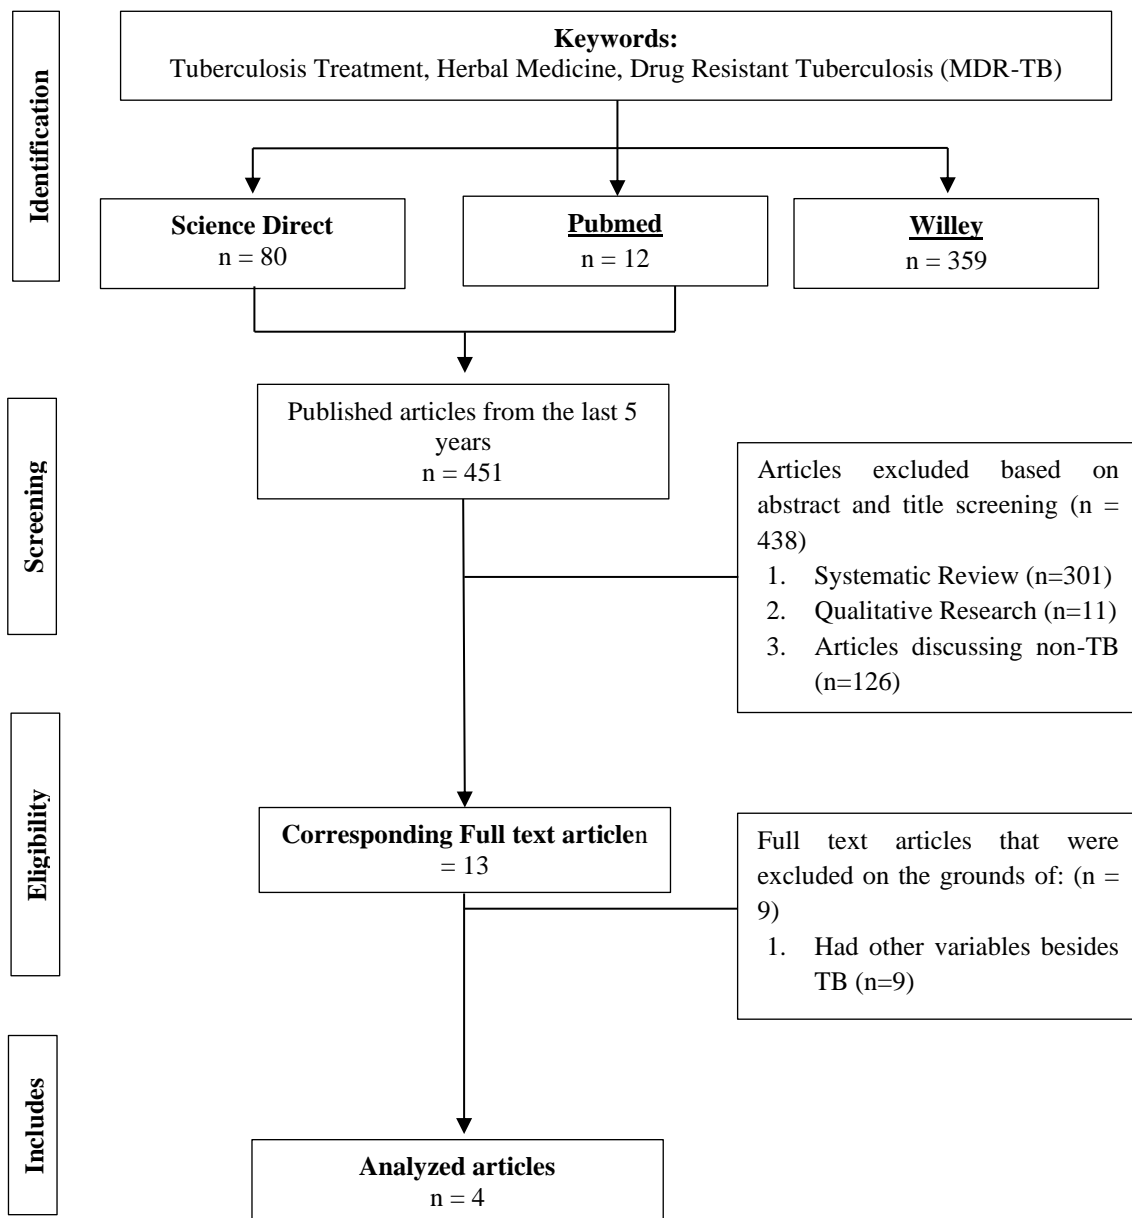 Identification
Keywords:
Tuberculosis Treatment, Herbal Medicine, Drug Resistant Tuberculosis (MDR-TB)
Science Direct
n = 80
Pubmed
n = 12
Willey
n = 359
Screening
Published articles from the last 5
years
n = 451
Articles excluded based on
abstract and title screening (n =
438)
1. Systematic Review (n=301)
2. Qualitative Research (n=11)
3. Articles discussing non-TB
(n=126)
Eligibility
Corresponding Full text articlen
= 13
Full text articles that were
excluded on the grounds of: (n =
9)
1. Had other variables besides
TB (n=9)
Includes
Analyzed articles
n = 4